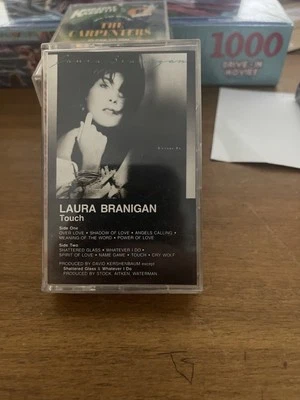 THE
CARPENTERS
1000
DRIVE-IN
MOVIES
LAURA BRANIGAN
Touch
Side One
OVER LOVE • SHADOW OF LOVE • ANGELS CALLING •
MEANING OF THE WORD • POWER OF LOVE
Side Two
SHATTERED GLASS • WHATEVER I DO •
SPIRIT OF LOVE • NAME GAME • TOUCH • CRY WOLF
PRODUCED BY DAVID KERSHENBAUM except
Shattered Glass & Whatever I Do
PRODUCED BY STOCK, AITKEN, WATERMAN